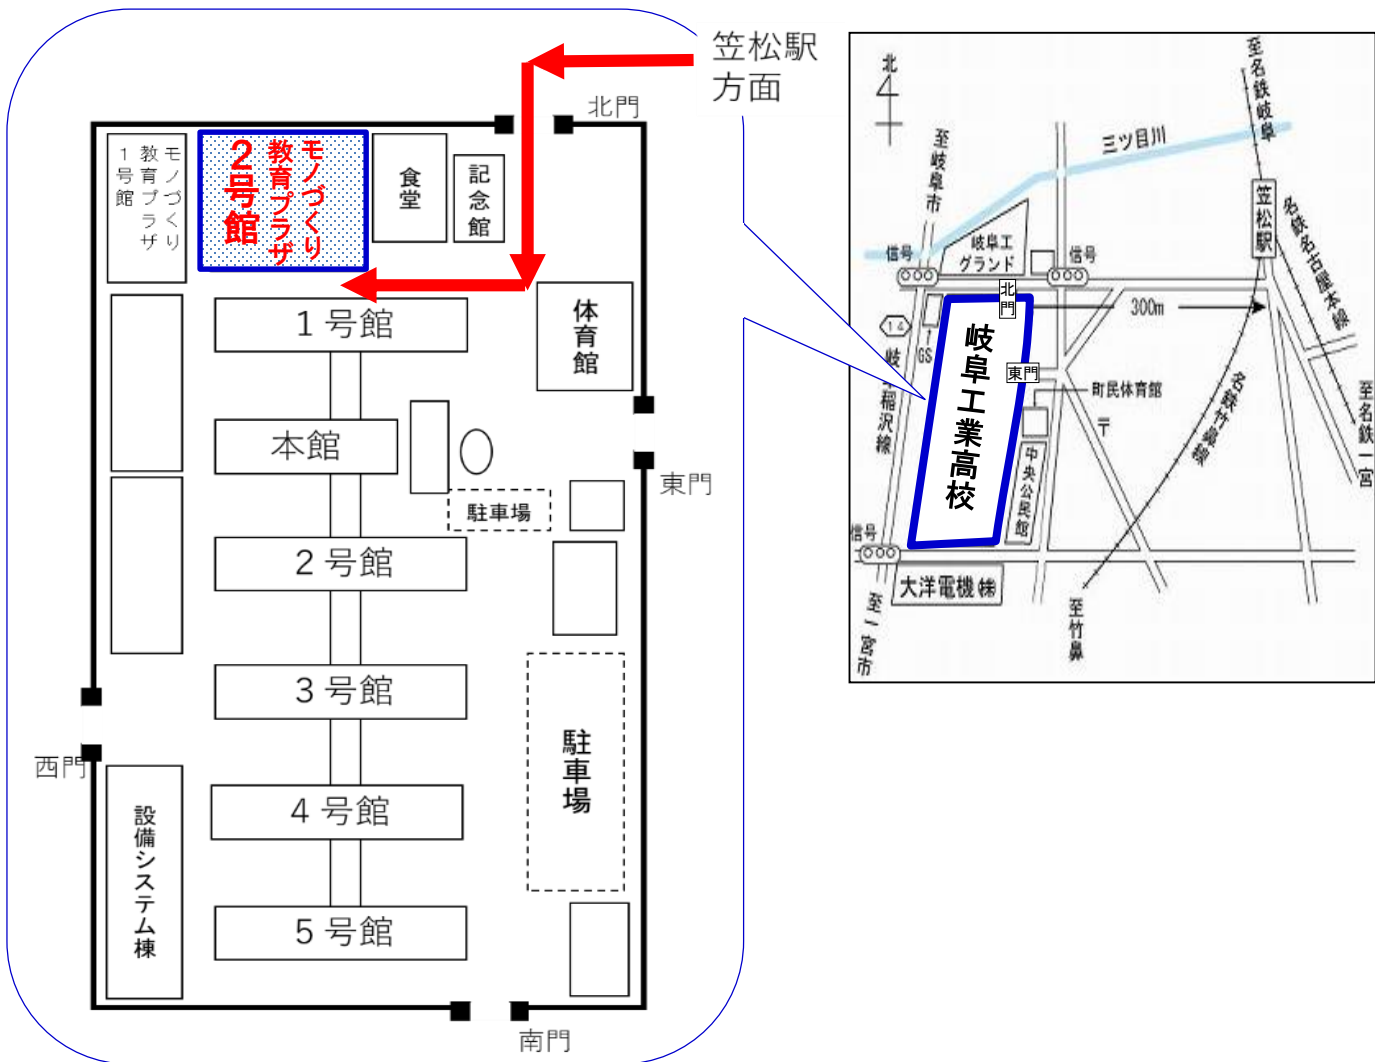 笠松駅
方面
北門
モノづくり
教育プラザ
1号館
モノづくり
教育プラザ
2号館
食堂
記念館
1号館
体育館
本館
東門
駐車場
2号館
3号館
西門
駐車場
4号館
設備システム棟
5号館
南門
北
至岐阜市
三ツ目川
至名鉄岐阜
笠松駅
名鉄名古屋本線
岐阜工
グランド
信号
信号
北門
300m
14
GS
岐阜工業高校
東門
町民体育館
〒
名鉄竹鼻線
至名鉄一宮
稲沢線
中央公民館
信号
大洋電機㈱
至一宮市
至竹鼻